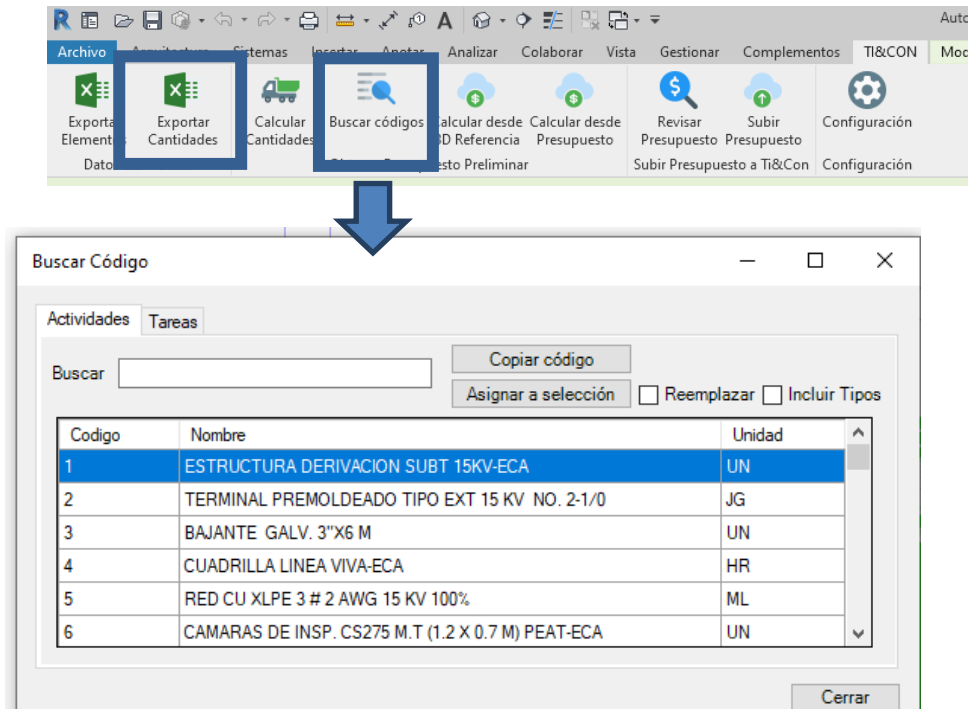 Auto
Archivo Arquitectura Sistemas Insertar Anotar Analizar Colaborar Vista Gestionar Complementos TI&CON Mod
Exportar Exportar Calcular Buscar códigos Calcular desde Calcular desde Revisar Subir Configuración
Elementos Cantidades Cantidades 3D Referencia Presupuesto Presupuesto Presupuesto
Dato esto Preliminar Subir Presupuesto a Ti&Con Configuración
Buscar Código
Actividades Tareas
Buscar Copiar código
Asignar a selección Reemplazar Incluir Tipos
Codigo Nombre Unidad
1 ESTRUCTURA DERIVACION SUBT 15KV-ECA UN
2 TERMINAL PREMOLDEADO TIPO EXT 15 KV NO. 2-1/0 JG
3 BAJANTE GALV. 3"X6 M UN
4 CUADRILLA LINEA VIVA-ECA HR
5 RED CU XLPE 3 # 2 AWG 15 KV 100% ML
6 CAMARAS DE INSP. CS275 M.T (1.2 X 0.7 M) PEAT-ECA UN
Cerrar